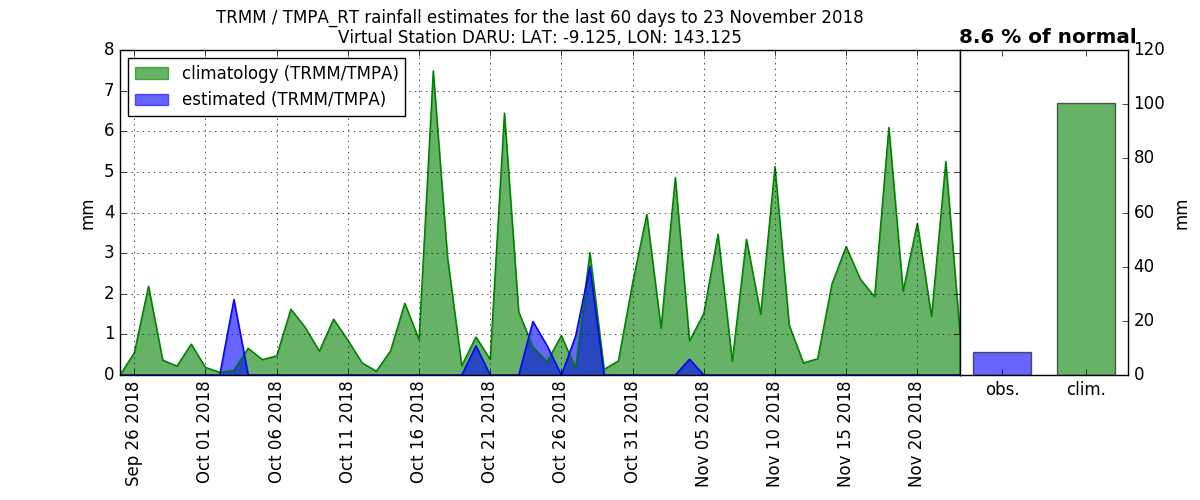 TRMM / TMPA_RT rainfall estimates for the last 60 days to 23 November 2018
Virtual Station DARU: LAT: -9.125, LON: 143.125
8.6 % of normal
climatology (TRMM/TMPA)
estimated (TRMM/TMPA)
mm
8
7
6
5
4
3
2
1
0
Sep 26 2018
Oct 01 2018
Oct 06 2018
Oct 11 2018
Oct 16 2018
Oct 21 2018
Oct 26 2018
Oct 31 2018
Nov 05 2018
Nov 10 2018
Nov 15 2018
Nov 20 2018
obs.
clim.
120
100
80
60
40
20
0
mm